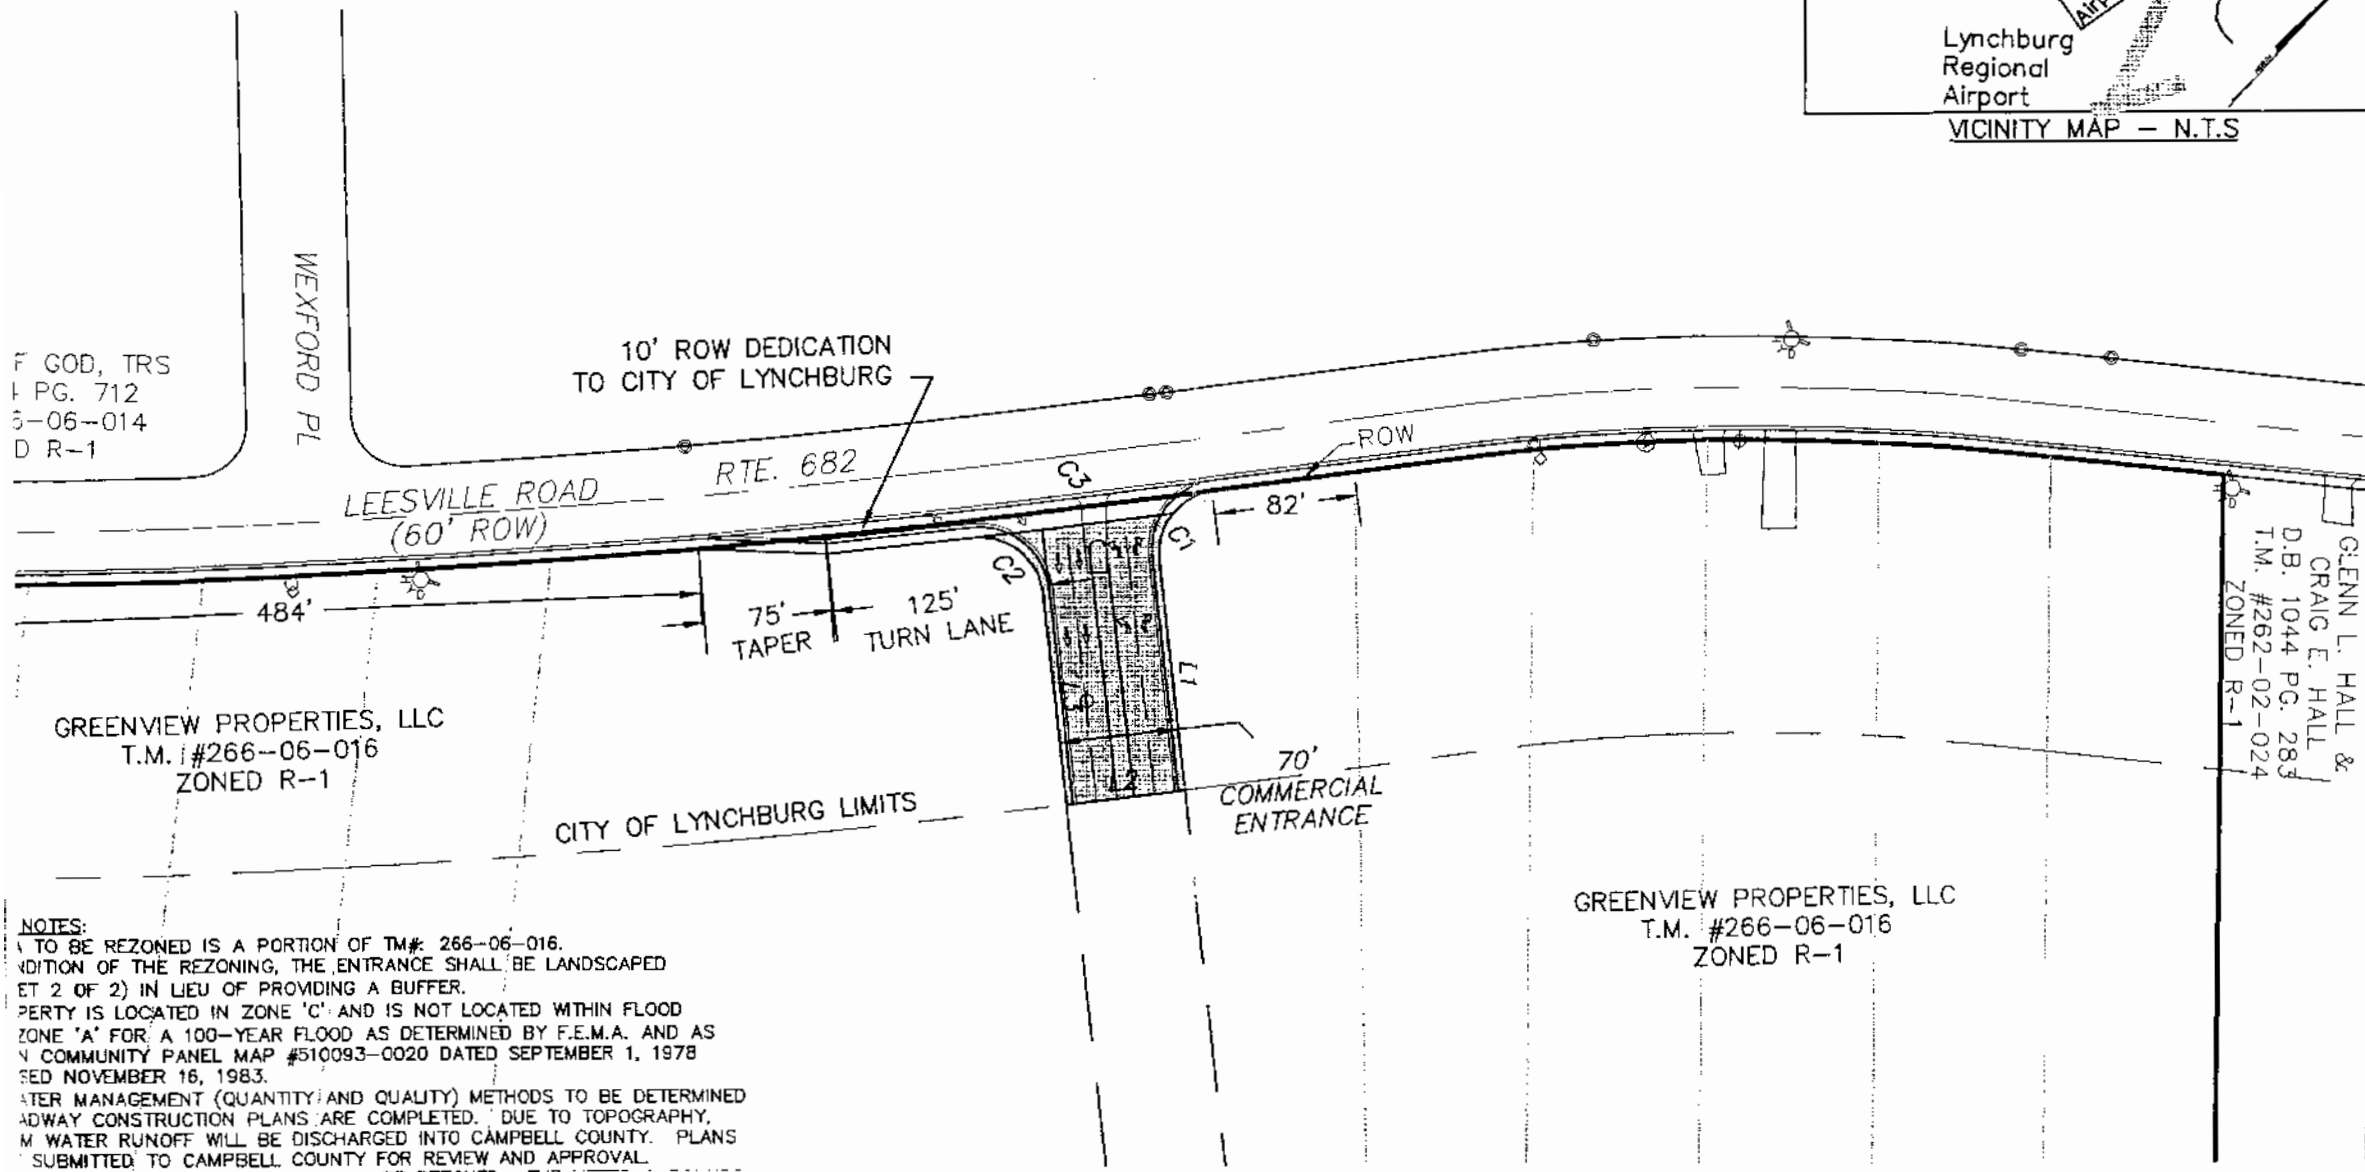 Lynchburg
Regional
Airport
VICINITY MAP - N.T.S
WEXFORD PL
F GOD, TRS
PG. 712
-06-014
D R-1
10' ROW DEDICATION
TO CITY OF LYNCHBURG
LEESVILLE ROAD
(60' ROW)
RTE. 682
ROW
C3
C1
C2
82'
484'
75'
TAPER
125'
TURN LANE
L1
L3
L2
70'
COMMERCIAL
ENTRANCE
GREENVIEW PROPERTIES, LLC
T.M. #266-06-016
ZONED R-1
CITY OF LYNCHBURG LIMITS
GREENVIEW PROPERTIES, LLC
T.M. #266-06-016
ZONED R-1
GLENN L. HALL &
CRAIG E. HALL
D.B. 1044 PG. 283
T.M. #262-02-024
ZONED R-1
NOTES:
TO BE REZONED IS A PORTION OF TM#: 266-06-016.
NDITION OF THE REZONING, THE ENTRANCE SHALL BE LANDSCAPED
ET 2 OF 2) IN LIEU OF PROVIDING A BUFFER.
PERTY IS LOCATED IN ZONE 'C' AND IS NOT LOCATED WITHIN FLOOD
ZONE 'A' FOR A 100-YEAR FLOOD AS DETERMINED BY F.E.M.A. AND AS
N COMMUNITY PANEL MAP #510093-0020 DATED SEPTEMBER 1, 1978
SED NOVEMBER 16, 1983.
ATER MANAGEMENT (QUANTITY AND QUALITY) METHODS TO BE DETERMINED
ADWAY CONSTRUCTION PLANS ARE COMPLETED. DUE TO TOPOGRAPHY,
M WATER RUNOFF WILL BE DISCHARGED INTO CAMPBELL COUNTY. PLANS
SUBMITTED TO CAMPBELL COUNTY FOR REVIEW AND APPROVAL.